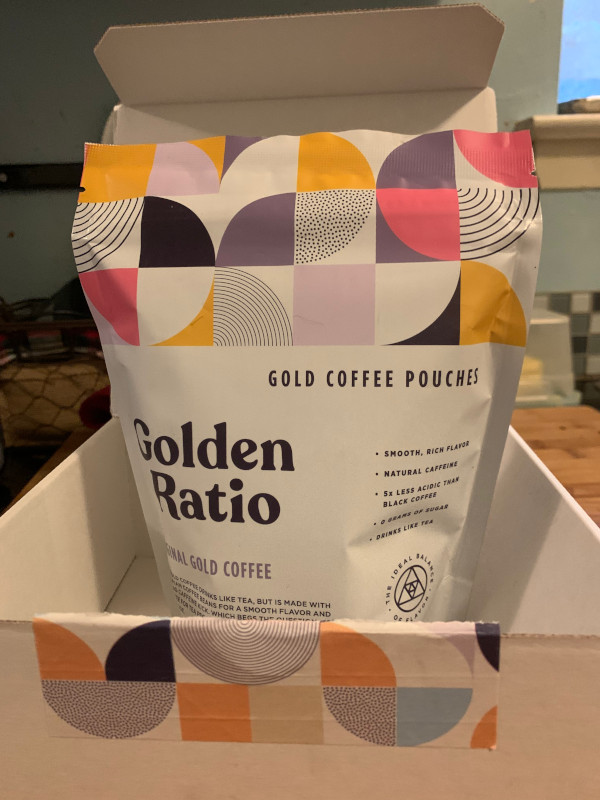 GOLD COFFEE POUCHES
Golden
Ratio
• SMOOTH, RICH FLAVOR
• NATURAL CAFFEINE
• 5x LESS ACIDIC THAN
BLACK COFFEE
• 0 GRAMS OF SUGAR
• DRINKS LIKE TEA
GOLD COFFEE
COFFEE DRINKS LIKE TEA, BUT IS MADE WITH
COFFEE BEANS FOR A SMOOTH FLAVOR AND
CAFFEINE KICK. WHICH BEGS THE
• THE IDEAL BALANCE
OF FLAVOR •